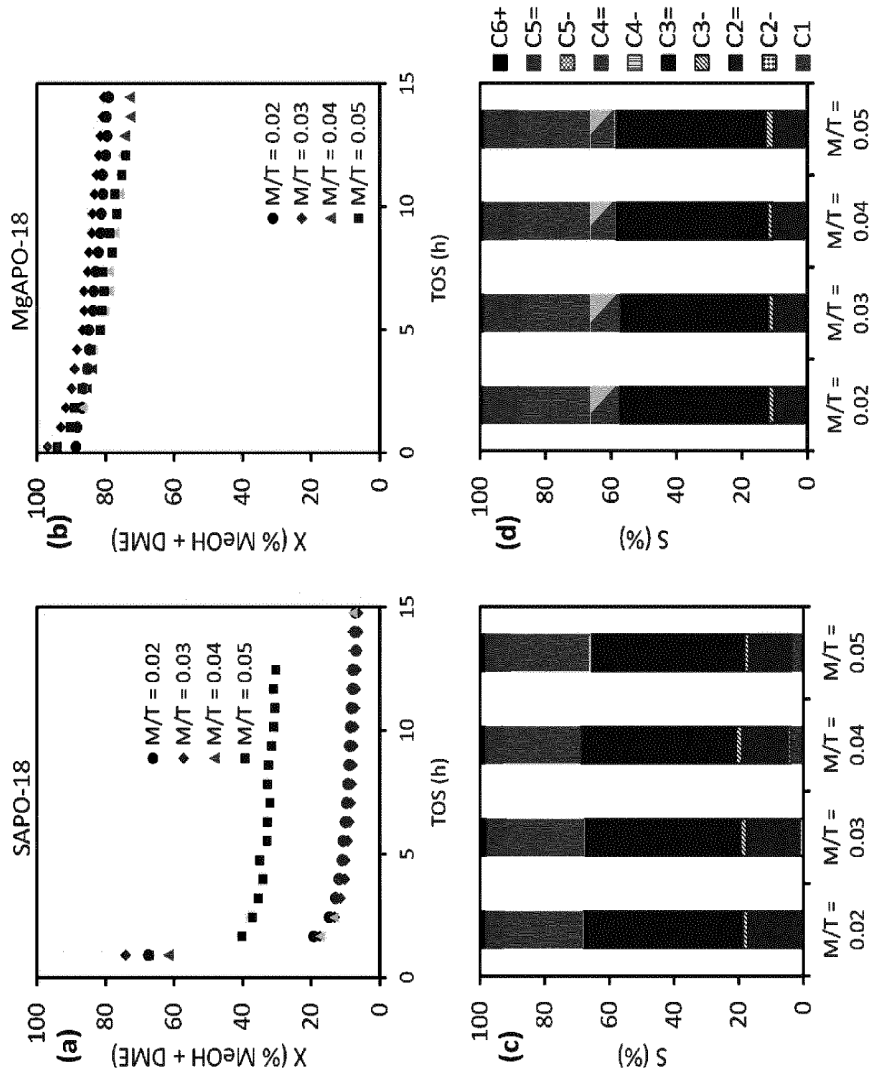 SAPO-18
(a)
X (% MeOH + DME)
100
80
60
40
20
0
0
5
10
15
TOS (h)
M/T = 0.02
M/T = 0.03
M/T = 0.04
M/T = 0.05
MgAPO-18
(b)
X (% MeOH + DME)
100
80
60
40
20
0
0
5
10
15
TOS (h)
M/T = 0.02
M/T = 0.03
M/T = 0.04
M/T = 0.05
(c)
S (%)
100
80
60
40
20
0
M/T =
0.02
M/T =
0.03
M/T =
0.04
M/T =
0.05
(d)
S (%)
100
80
60
40
20
0
M/T =
0.02
M/T =
0.03
M/T =
0.04
M/T =
0.05
C6+
C5=
C5-
C4=
C4-
C3=
C3-
C2=
C2-
C1